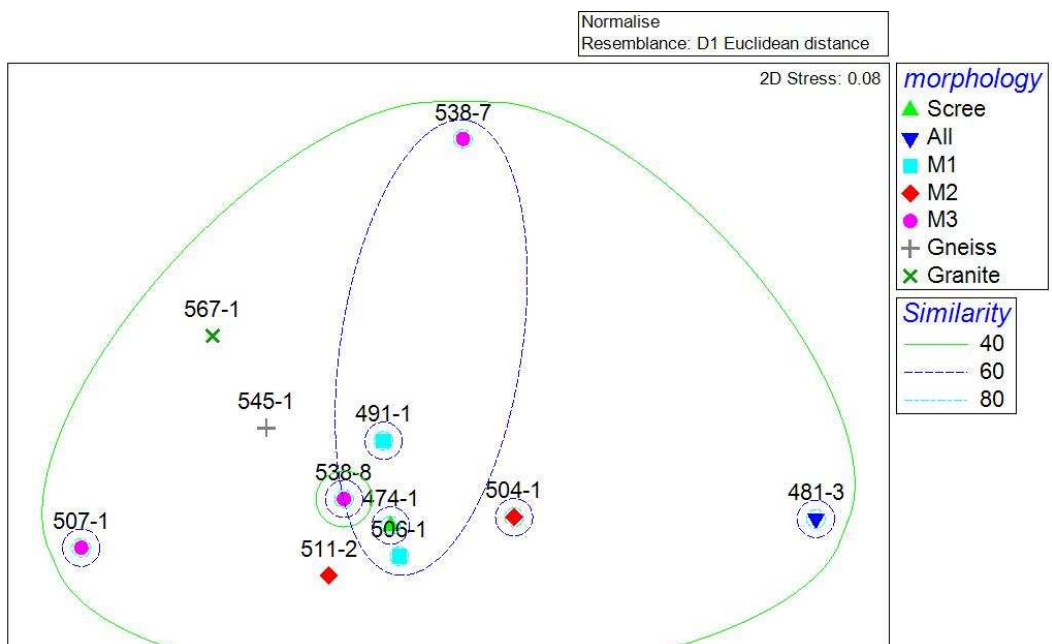 Normalise
Resemblance: D1 Euclidean distance
2D Stress: 0.08
538-7
567-1
545-1
491-1
538-8
474-1
504-1
481-3
507-1
506-1
511-2
morphology
Scree
All
M1
M2
M3
Gneiss
Granite
Similarity
40
60
80